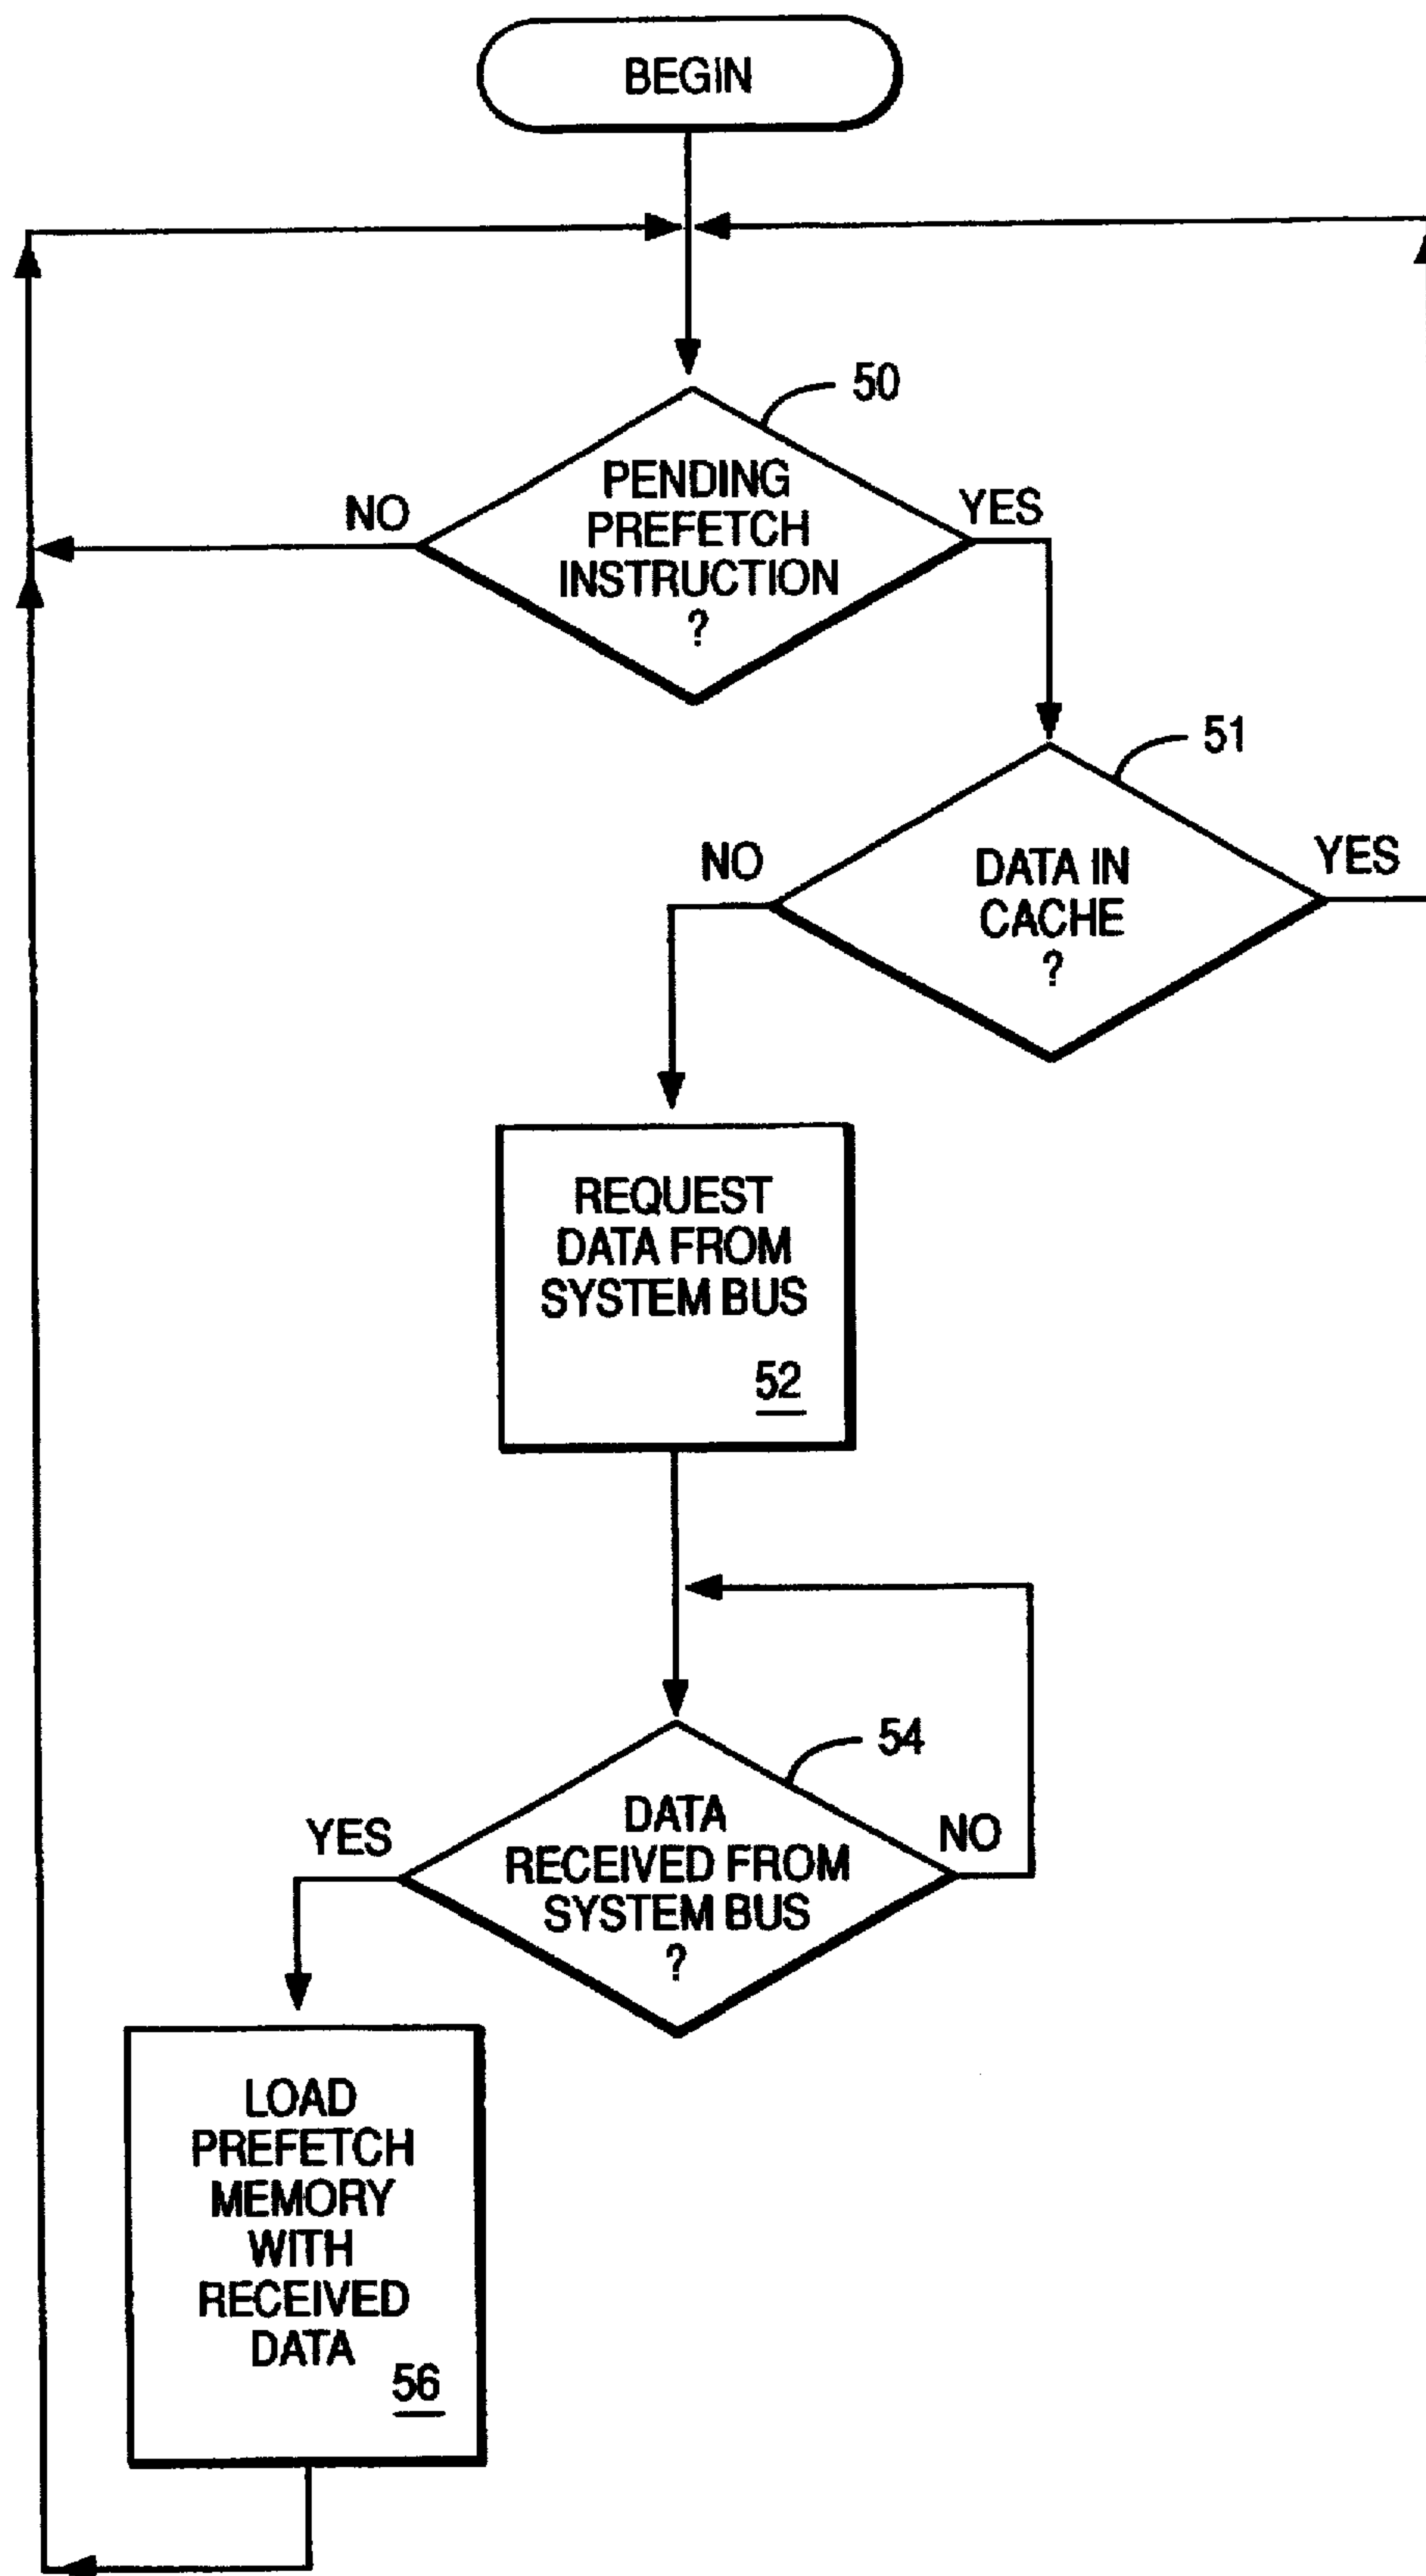 BEGIN
50
PENDING
PREFETCH
INSTRUCTION
?
NO
YES
51
DATA IN
CACHE
?
NO
YES
REQUEST
DATA FROM
SYSTEM BUS
52
54
DATA
RECEIVED FROM
SYSTEM BUS
?
YES
NO
LOAD
PREFETCH
MEMORY
WITH
RECEIVED
DATA
56